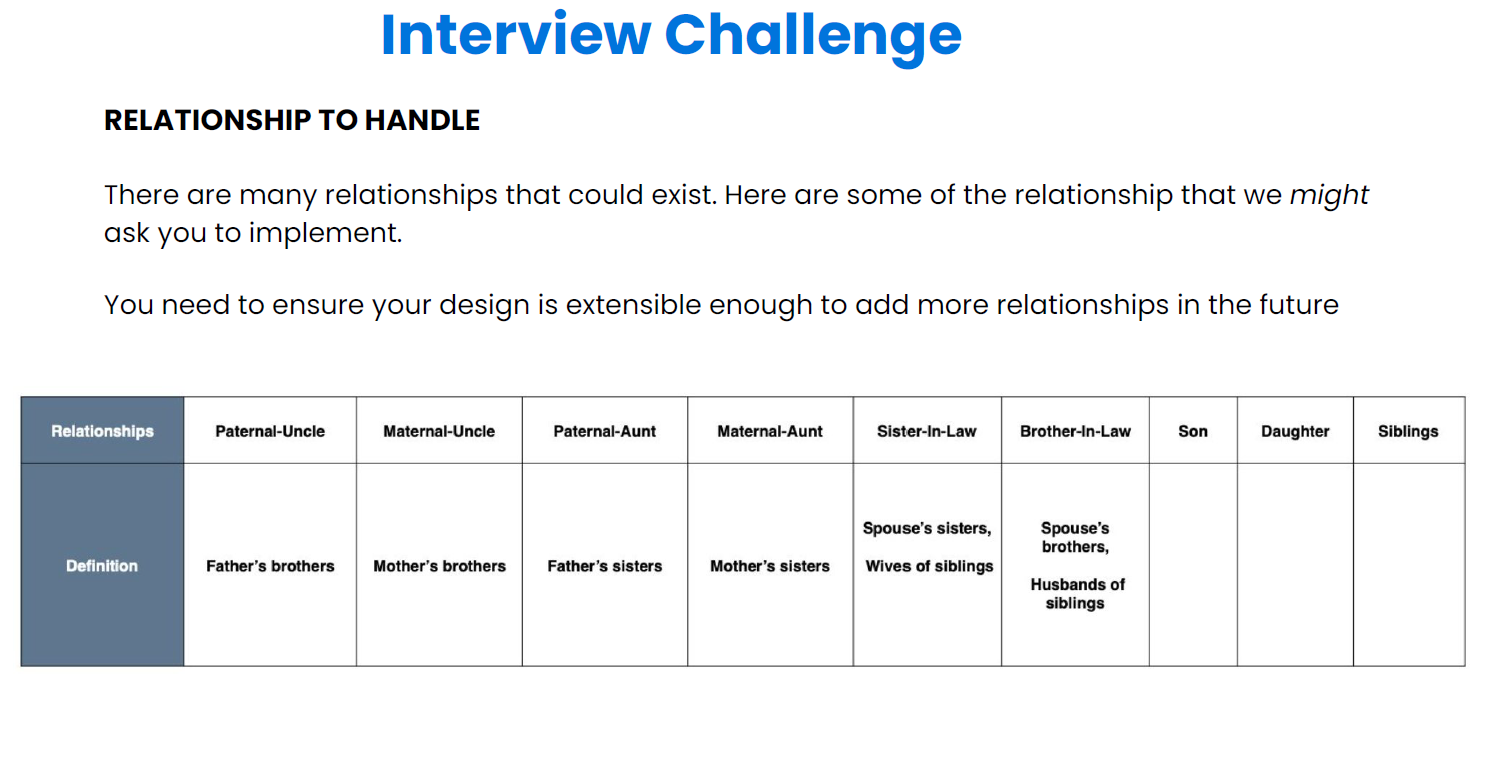 Interview Challenge
RELATIONSHIP TO HANDLE
There are many relationships that could exist. Here are some of the relationship that we might
ask you to implement.
You need to ensure your design is extensible enough to add more relationships in the future
Relationships Paternal-Uncle Maternal-Uncle Paternal-Aunt Maternal-Aunt Sister-In-Law Brother-In-Law Son Daughter Siblings
Definition Father's brothers Mother's brothers Father's sisters Mother's sisters
Spouse's sisters,
Wives of siblings
Spouse's
brothers,
Husbands of
siblings